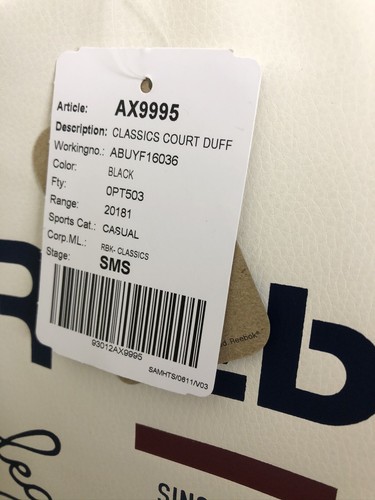 Article: AX9995
Description: CLASSICS COURT DUFF
Workingno.: ABUYF16036
Color: BLACK
Fty: 0PT503
Range: 20181
Sports Cat.: CASUAL
Corp.ML.: RBK- CLASSICS
Stage: SMS
93012AX9995
SAMHTS/0811/V03
d. Reebok